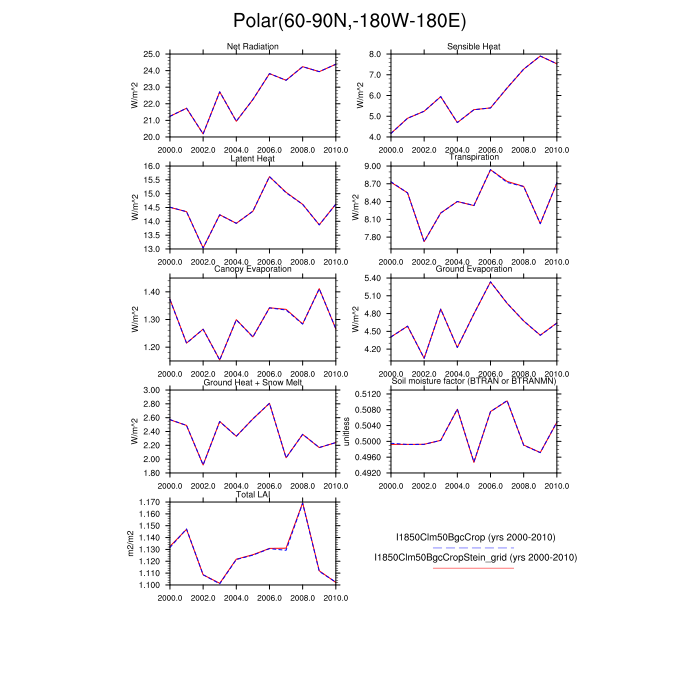 Polar(60-90N,-180W-180E)
Net Radiation
25.0
24.0
23.0
22.0
21.0
20.0
W/m^2
2000.0 2002.0 2004.0 2006.0 2008.0 2010.0
Sensible Heat
8.0
7.0
6.0
5.0
4.0
W/m^2
2000.0 2002.0 2004.0 2006.0 2008.0 2010.0
Latent Heat
16.0
15.5
15.0
14.5
14.0
13.5
13.0
W/m^2
2000.0 2002.0 2004.0 2006.0 2008.0 2010.0
Transpiration
9.00
8.70
8.40
8.10
7.80
W/m^2
2000.0 2002.0 2004.0 2006.0 2008.0 2010.0
Canopy Evaporation
1.40
1.30
1.20
W/m^2
2000.0 2002.0 2004.0 2006.0 2008.0 2010.0
Ground Evaporation
5.40
5.10
4.80
4.50
4.20
W/m^2
2000.0 2002.0 2004.0 2006.0 2008.0 2010.0
Ground Heat + Snow Melt
3.00
2.80
2.60
2.40
2.20
2.00
1.80
W/m^2
2000.0 2002.0 2004.0 2006.0 2008.0 2010.0
Soil moisture factor (BTRAN or BTRANMN)
0.5120
0.5080
0.5040
0.5000
0.4960
0.4920
unitless
2000.0 2002.0 2004.0 2006.0 2008.0 2010.0
Total LAI
1.170
1.160
1.150
1.140
1.130
1.120
1.110
1.100
m2/m2
2000.0 2002.0 2004.0 2006.0 2008.0 2010.0
I1850Clm50BgcCrop (yrs 2000-2010)
I1850Clm50BgcCropStein_grid (yrs 2000-2010)